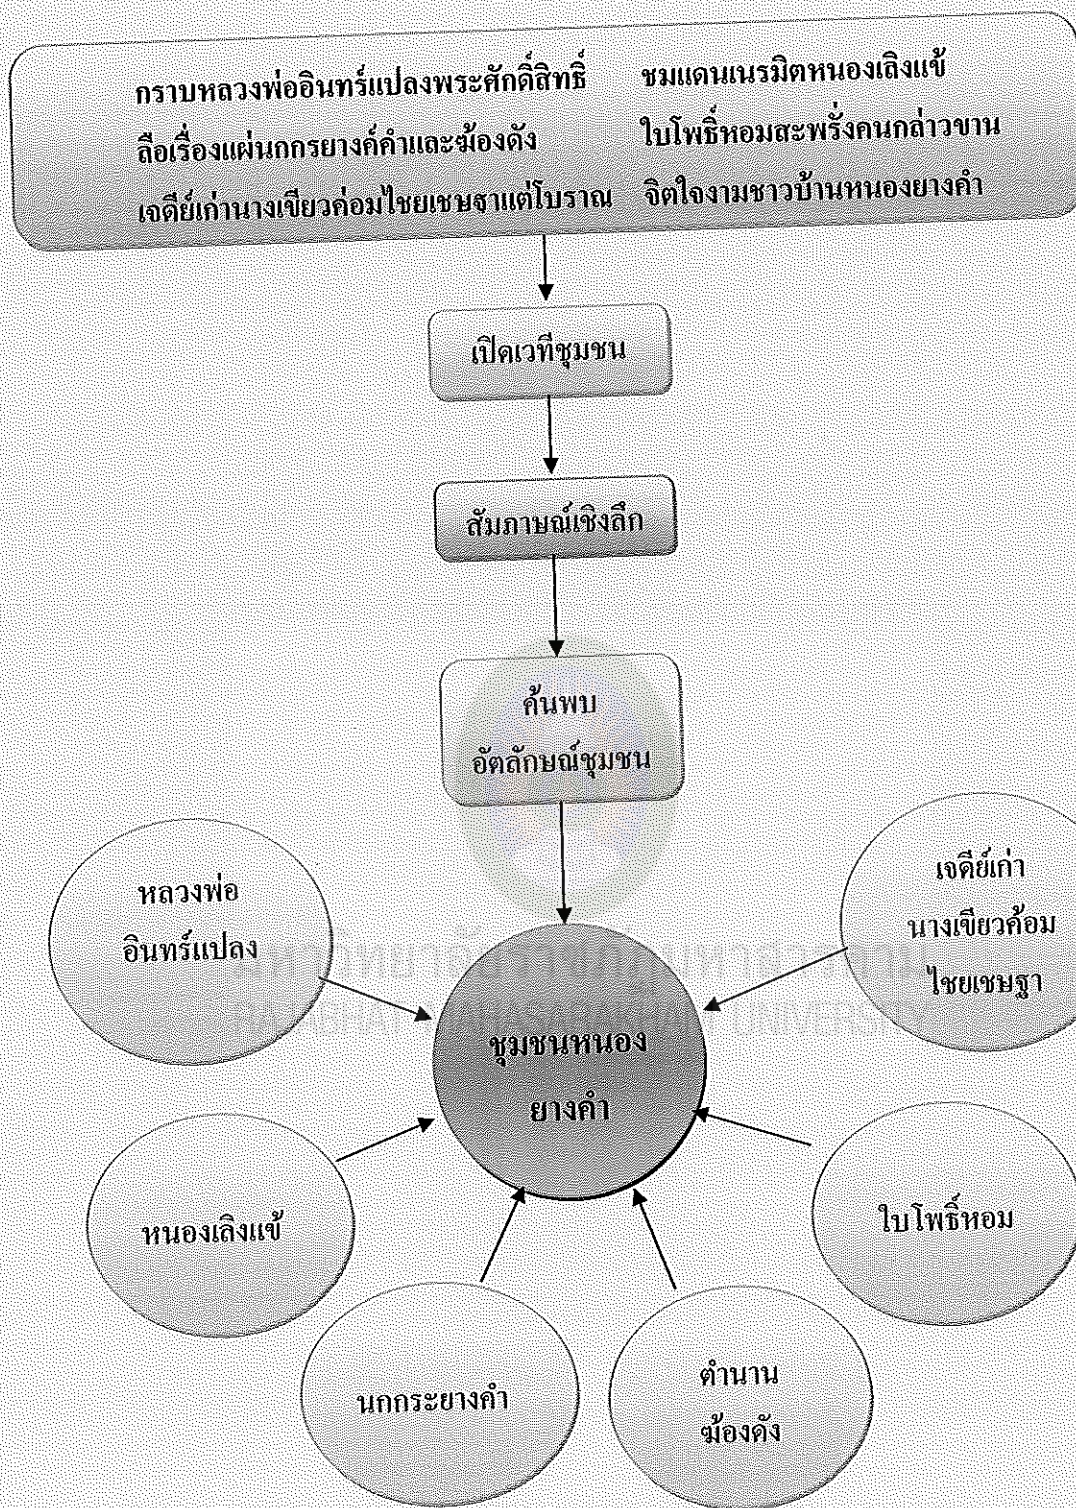 กราบหลวงพ่ออินทร์แปลงพระศักดิ์สิทธิ์ ชมแดนเนรมิตหนองเลิงแข้
ลือเรื่องแผ่นกกรยางค์คำและฆ้องดัง ใบโพธิ์หอมสะพรั่งคนกล่าวขาน
เจดีย์เก่านางเขียวค่อมไชยเชษฐาแต่โบราณ จิตใจงามชาวบ้านหนองยางคำ
เปิดเวทีชุมชน
สัมภาษณ์เชิงลึก
ค้นพบ
อัตลักษณ์ชุมชน
หลวงพ่อ
อินทร์แปลง
เจดีย์เก่า
นางเขียวค้อม
ไชยเชษฐา
ชุมชนหนอง
ยางคำ
หนองเลิงแข้
ใบโพธิ์หอม
นกกระยางคำ
ตำนาน
ฆ้องดัง